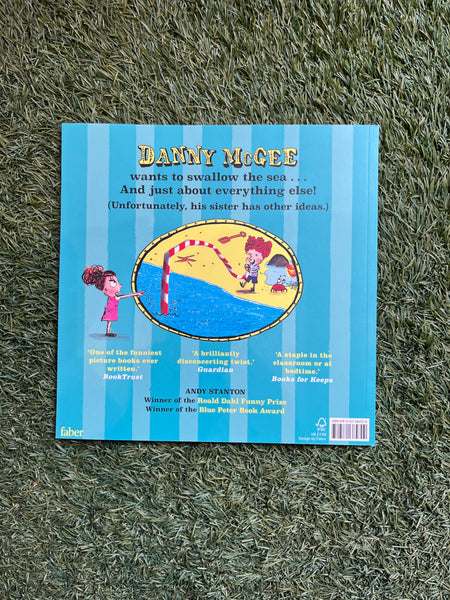 DANNY McGEE
wants to swallow the sea...
And just about everything else!
(Unfortunately, his sister has other ideas.)
'One of the funniest
picture books ever
written.'
BookTrust
'A brilliantly
disconcerting twist.'
Guardian
'A staple in the
classroom or at
bedtime.'
Books for Keeps
ANDY STANTON
Winner of the Roald Dahl Funny Prize
Winner of the Blue Peter Book Award
faber
FSC